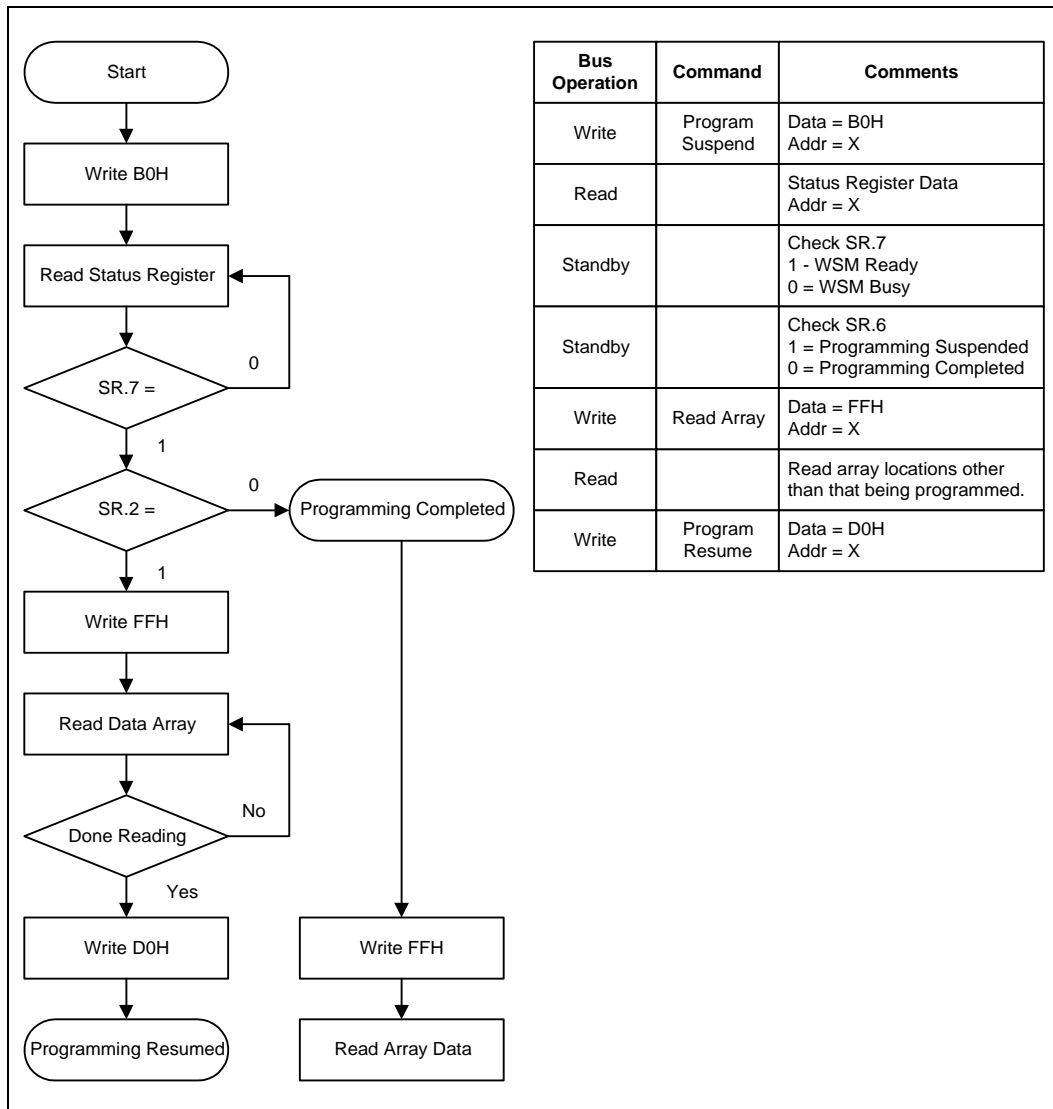 Start
Write B0H
Read Status Register
SR.7 =
0
1
SR.2 =
0
Programming Completed
1
Write FFH
Read Data Array
Done Reading
No
Yes
Write D0H
Programming Resumed
Write FFH
Read Array Data
Bus
Operation
Command
Comments
Write
Program
Suspend
Data = B0H
Addr = X
Read
Status Register Data
Addr = X
Standby
Check SR.7
1 - WSM Ready
0 = WSM Busy
Standby
Check SR.6
1 = Programming Suspended
0 = Programming Completed
Write
Read Array
Data = FFH
Addr = X
Read
Read array locations other
than that being programmed.
Write
Program
Resume
Data = D0H
Addr = X